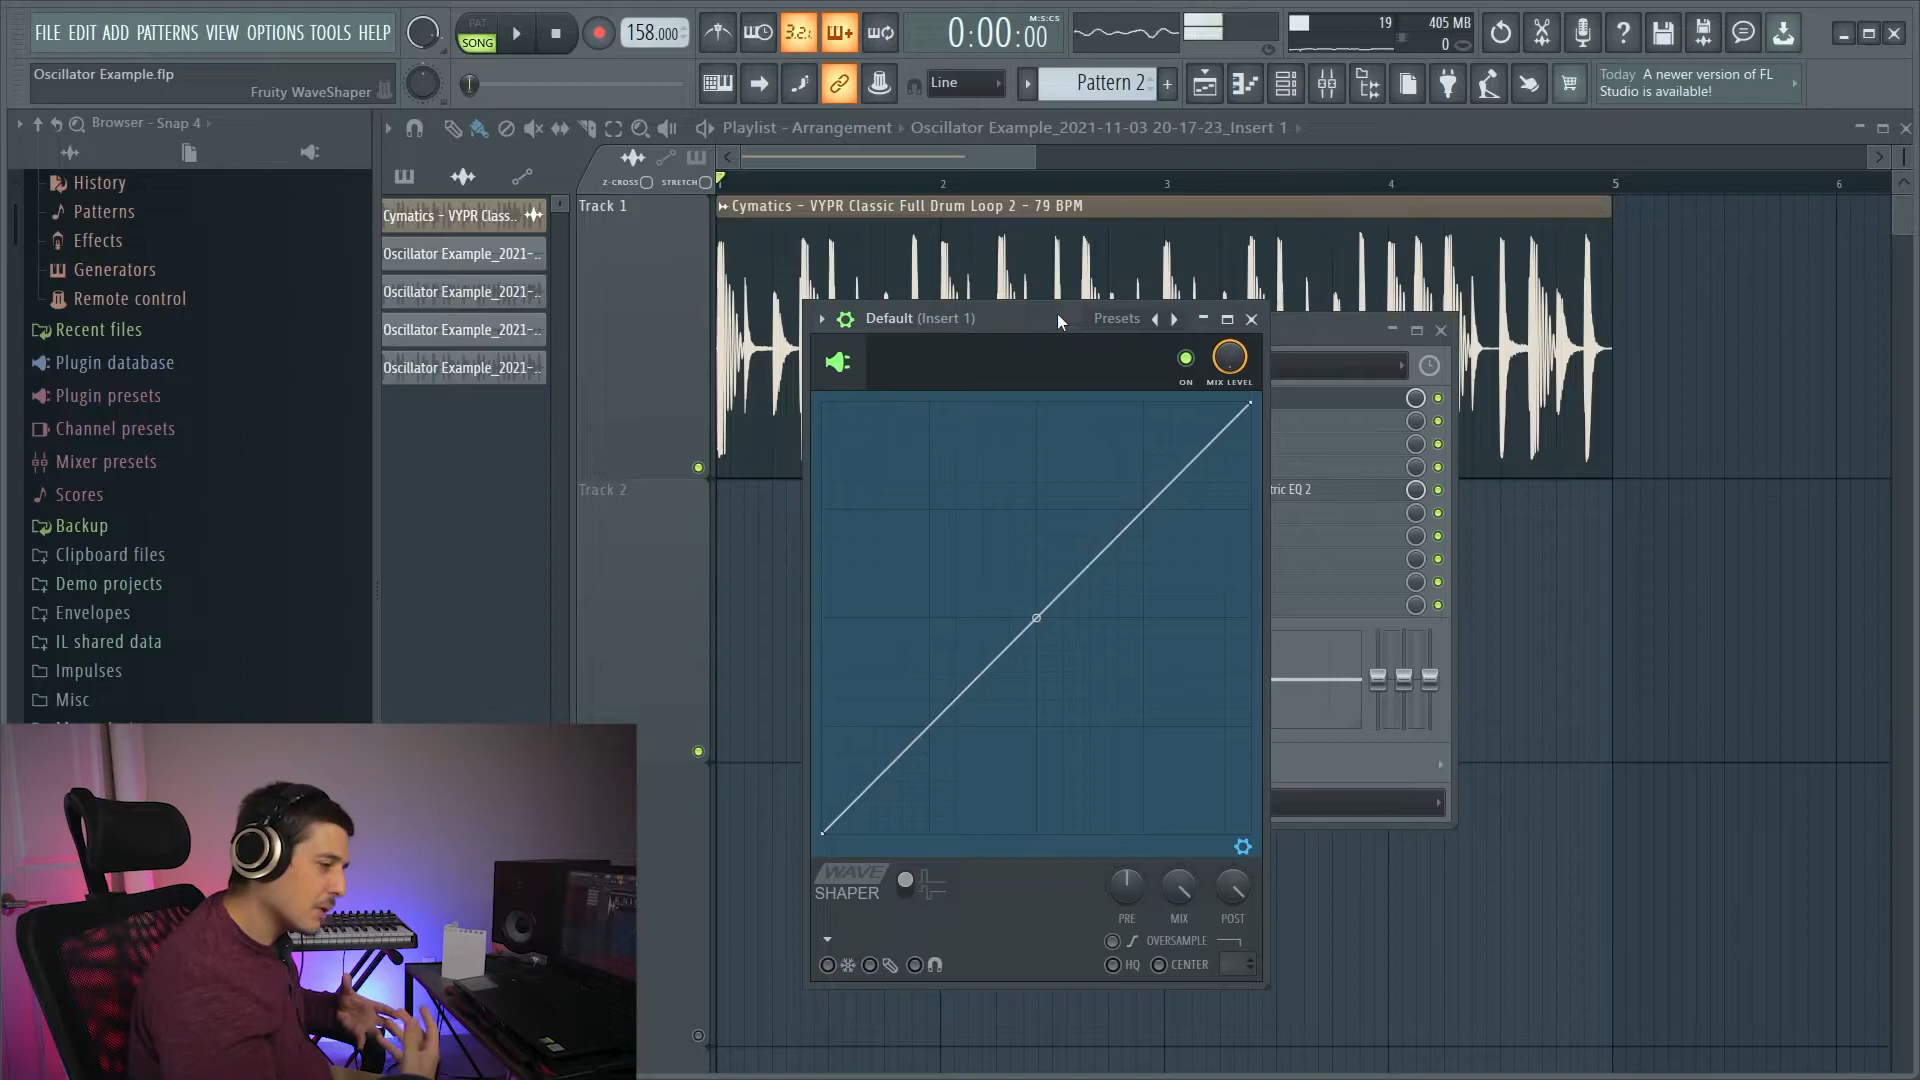 FILE EDIT ADD PATTERNS VIEW OPTIONS TOOLS HELP
PAT
SONG
158.000
3.2.
0:00:00
M:S:CS
19
405 MB
0
Oscillator Example.flp
Fruity WaveShaper
Line
Pattern 2
Today A newer version of FL
Studio is available!
Browser - Snap 4
Playlist - Arrangement
Oscillator Example_2021-11-03 20-17-23_Insert 1
Z-CROSS
STRETCH
2
3
4
5
6
History
Patterns
Effects
Generators
Remote control
Recent files
Plugin database
Plugin presets
Channel presets
Mixer presets
Scores
Backup
Clipboard files
Demo projects
Envelopes
IL shared data
Impulses
Misc
Cymatics - VYPR Class..
Oscillator Example_2021-..
Oscillator Example_2021-..
Oscillator Example_2021-..
Oscillator Example_2021-..
Track 1
Cymatics - VYPR Classic Full Drum Loop 2 - 79 BPM
Track 2
Default (Insert 1)
Presets
ON
MIX LEVEL
tric EQ 2
WAVE
SHAPER
PRE
MIX
POST
OVERSAMPLE
HQ
CENTER